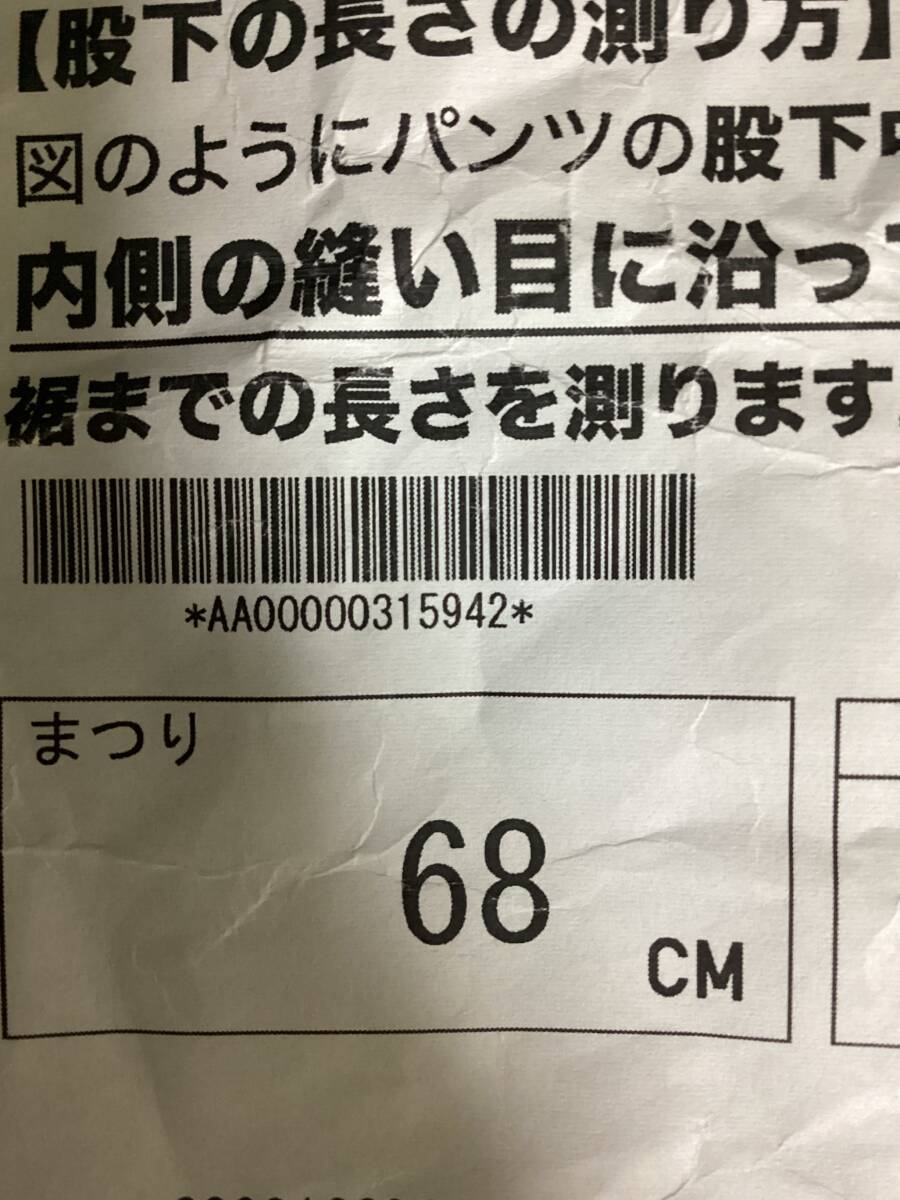 【股下の長さの測り方】
図のようにパンツの股下
内側の縫い目に沿っ
裾までの長さを測ります
*AA00000315942*
まつり
68
CM